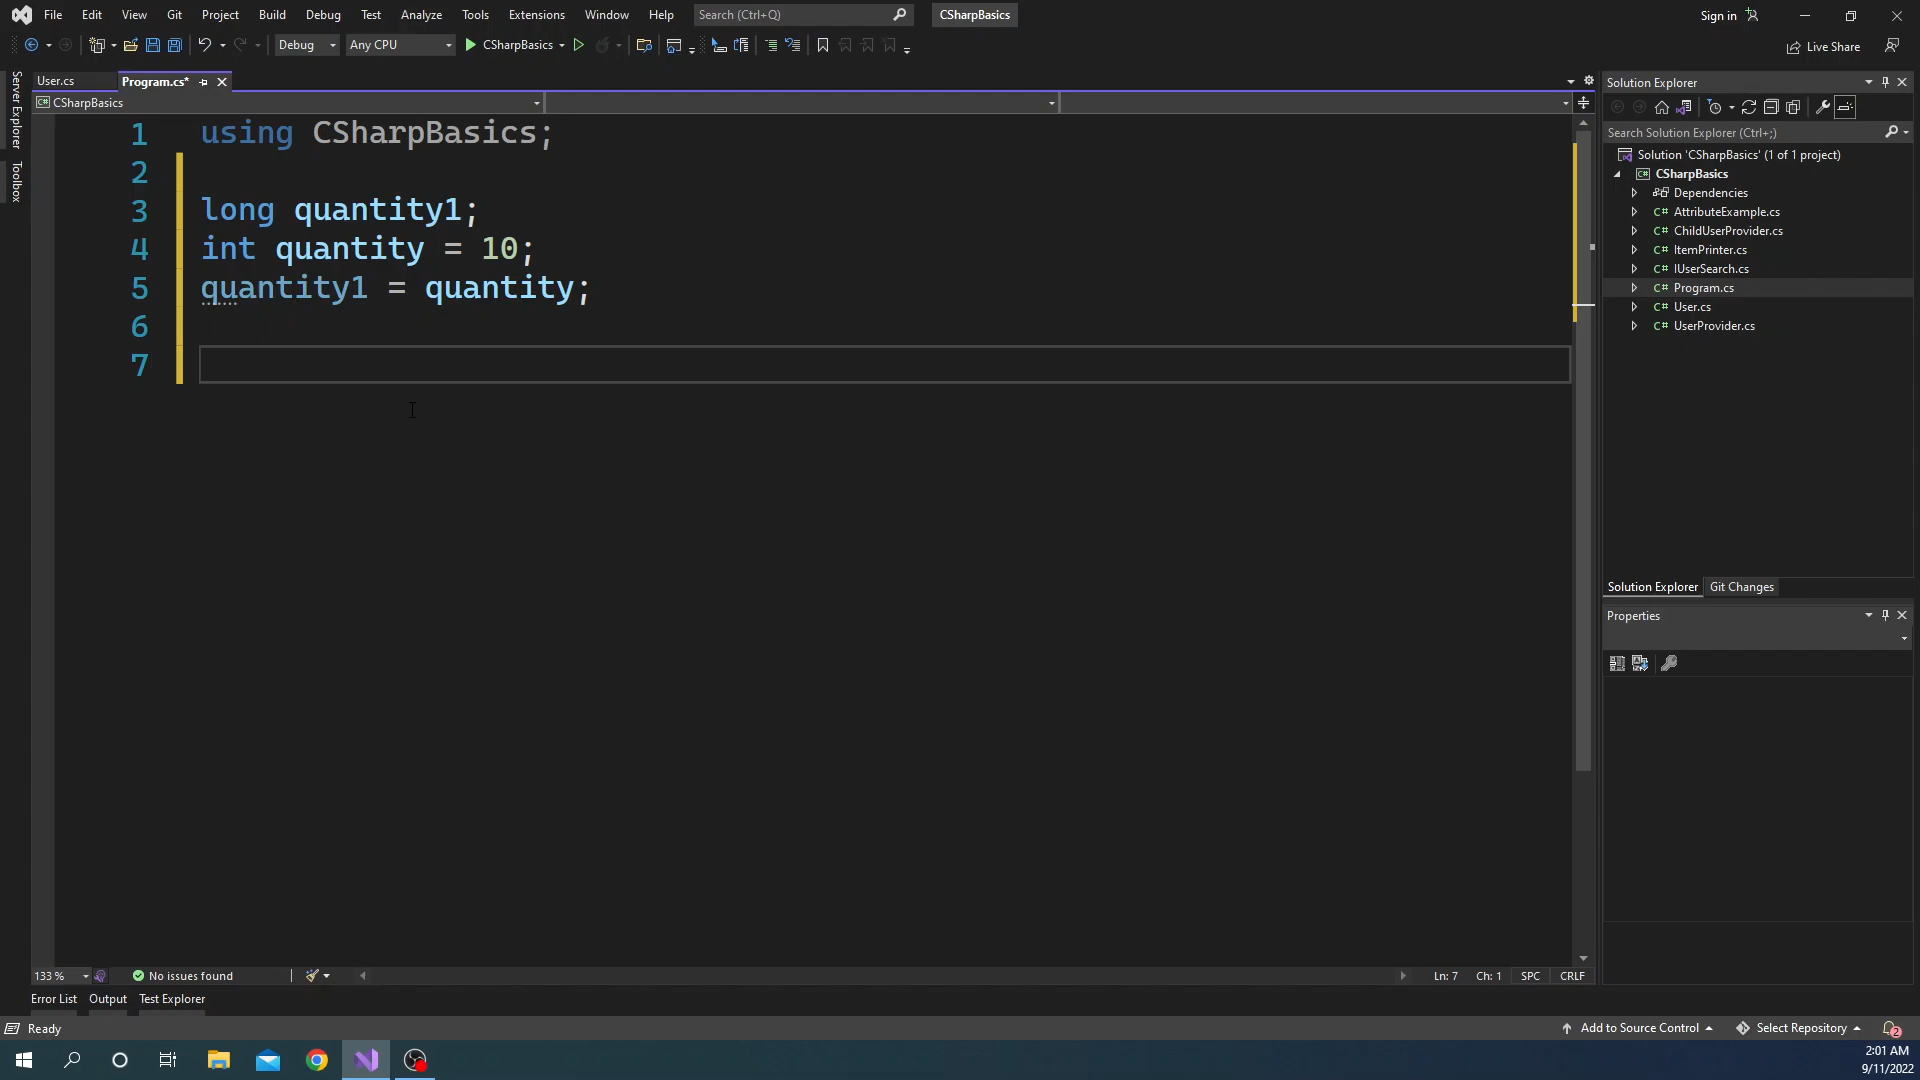 File Edit View Git Project Build Debug Test Analyze Tools Extensions Window Help Search (Ctrl+Q) CSharpBasics Sign in
Debug Any CPU CSharpBasics Live Share
Server Explorer
Toolbox
User.cs Program.cs*
CSharpBasics
1 using CSharpBasics;
2
3 long quantity1;
4 int quantity = 10;
5 quantity1 = quantity;
6
7
133 % No issues found Ln: 7 Ch: 1 SPC CRLF
Error List Output Test Explorer
Solution Explorer
Search Solution Explorer (Ctrl+;)
Solution 'CSharpBasics' (1 of 1 project)
C# CSharpBasics
Dependencies
C# AttributeExample.cs
C# ChildUserProvider.cs
C# ItemPrinter.cs
C# IUserSearch.cs
C# Program.cs
C# User.cs
C# UserProvider.cs
Solution Explorer Git Changes
Properties
Ready Add to Source Control Select Repository 2
2:01 AM
9/11/2022